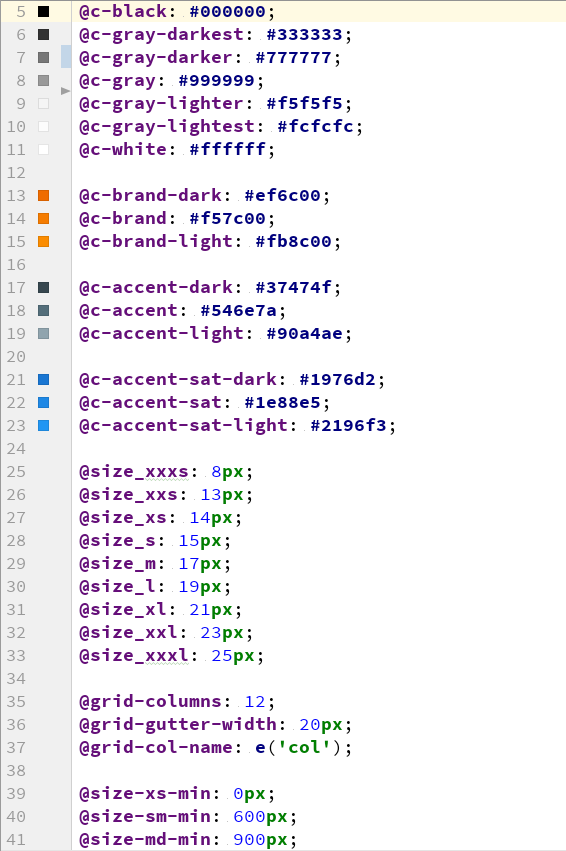 5 @c-black: #000000;
6 @c-gray-darkest: #333333;
7 @c-gray-darker: #777777;
8 @c-gray: #999999;
9 @c-gray-lighter: #f5f5f5;
10 @c-gray-lightest: #fcfcfc;
11 @c-white: #ffffff;
12
13 @c-brand-dark: #ef6c00;
14 @c-brand: #f57c00;
15 @c-brand-light: #fb8c00;
16
17 @c-accent-dark: #37474f;
18 @c-accent: #546e7a;
19 @c-accent-light: #90a4ae;
20
21 @c-accent-sat-dark: #1976d2;
22 @c-accent-sat: #1e88e5;
23 @c-accent-sat-light: #2196f3;
24
25 @size_xxxs: 8px;
26 @size_xxs: 13px;
27 @size_xs: 14px;
28 @size_s: 15px;
29 @size_m: 17px;
30 @size_l: 19px;
31 @size_xl: 21px;
32 @size_xxl: 23px;
33 @size_xxxl: 25px;
34
35 @grid-columns: 12;
36 @grid-gutter-width: 20px;
37 @grid-col-name: e('col');
38
39 @size-xs-min: 0px;
40 @size-sm-min: 600px;
41 @size-md-min: 900px;